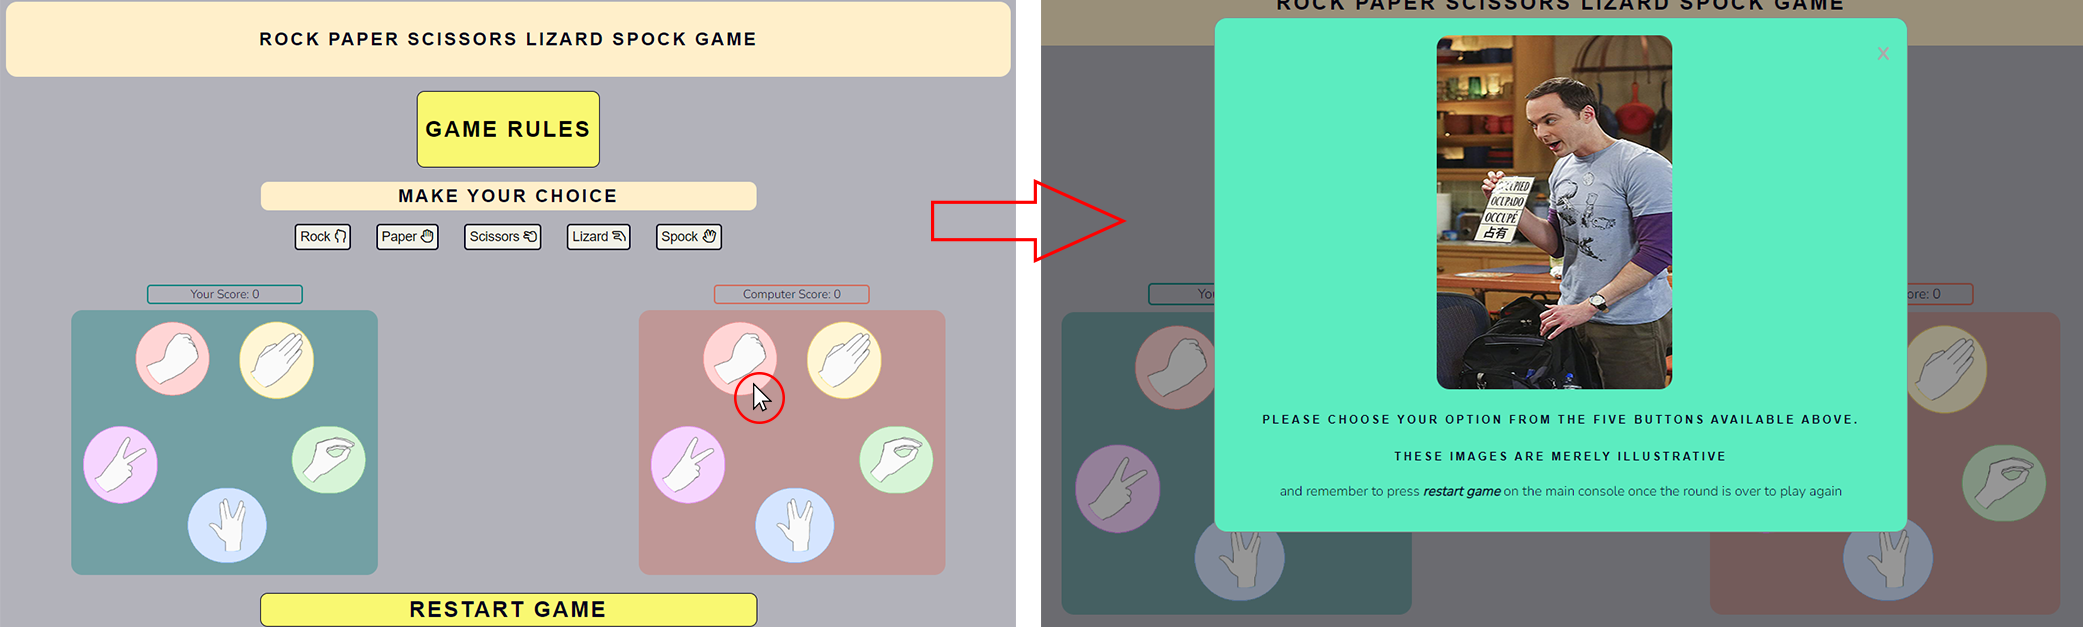 ROCK PAPER SCISSORS LIZARD SPOCK GAME
GAME RULES
MAKE YOUR CHOICE
Rock
Paper
Scissors
Lizard
Spock
Your Score: 0
Computer Score: 0
RESTART GAME
ROCK PAPER SCISSORS LIZARD SPOCK GAME
X
OCCUPIED
OCUPADO
OCCUPÉ
占有
You
ore: 0
PLEASE CHOOSE YOUR OPTION FROM THE FIVE BUTTONS AVAILABLE ABOVE.
THESE IMAGES ARE MERELY ILLUSTRATIVE
and remember to press restart game on the main console once the round is over to play again